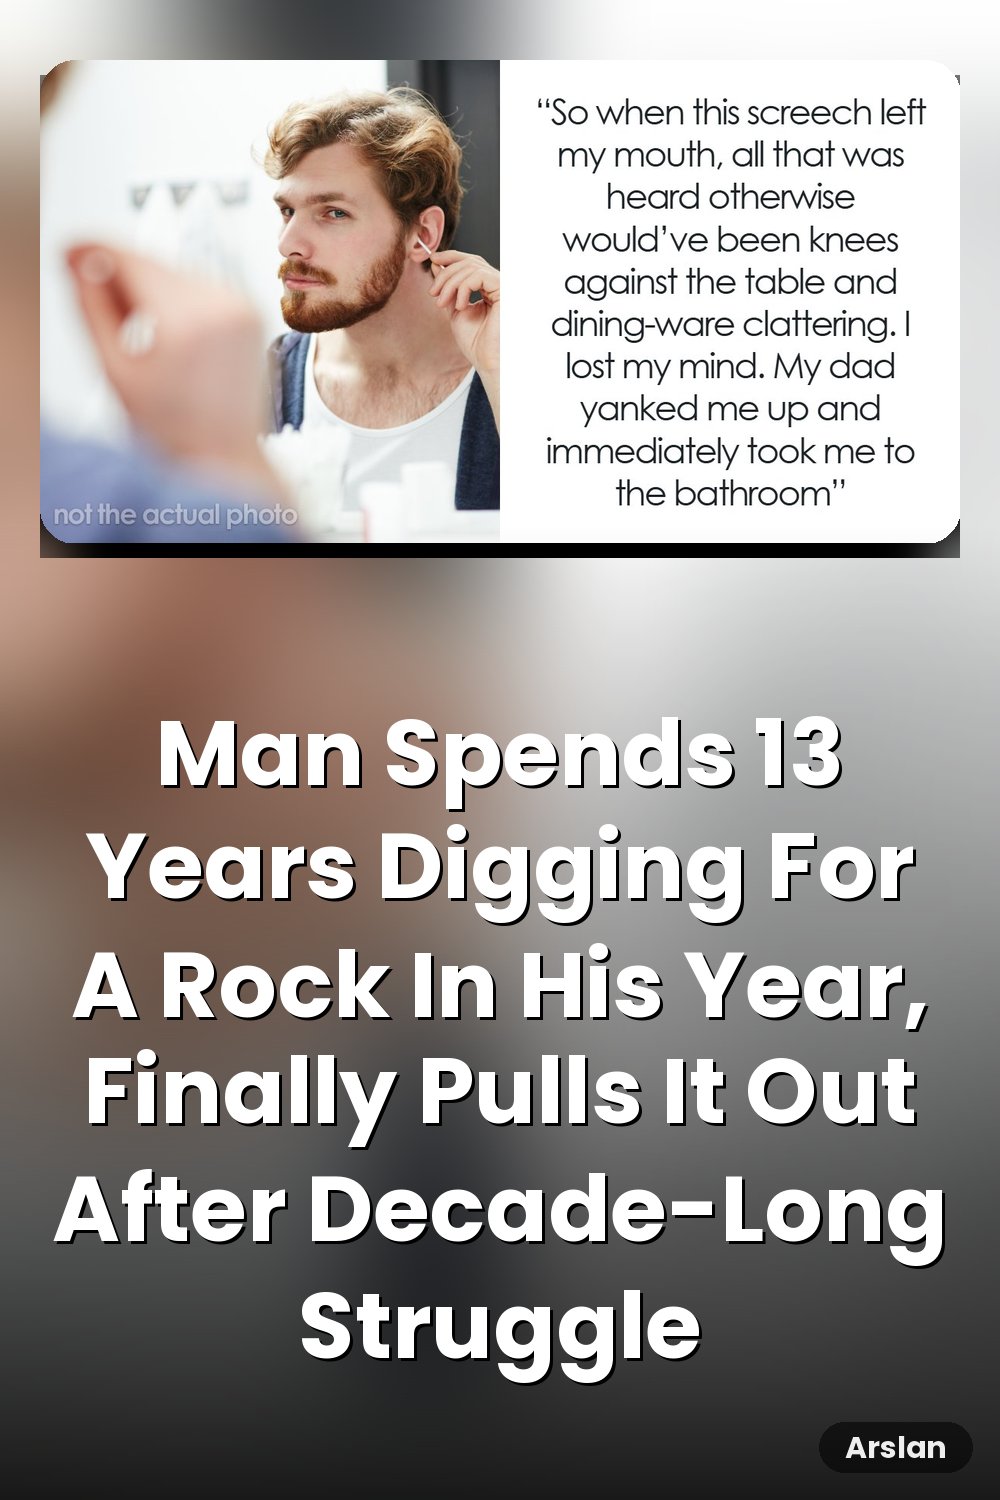 “So when this screech left
my mouth, all that was
heard otherwise
would’ve been knees
against the table and
dining-ware clattering. I
lost my mind. My dad
yanked me up and
immediately took me to
the bathroom”
not the actual photo
Man Spends 13
Years Digging For
A Rock In His Year,
Finally Pulls It Out
After Decade-Long
Struggle
Arslan